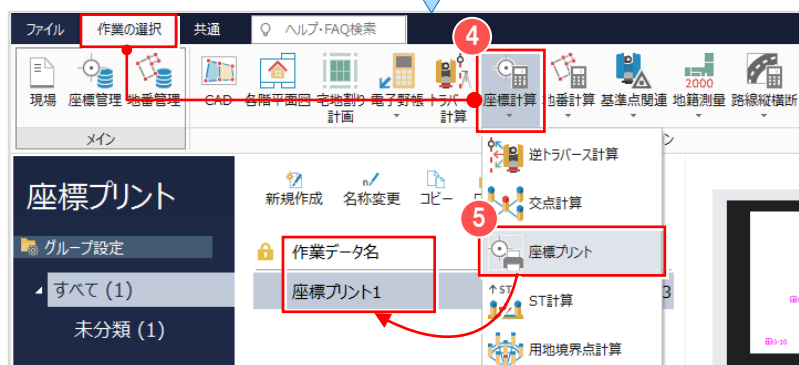 ファイル 作業の選択 共通 ヘルプ・FAQ検索
4
2000
現場 座標管理 地番管理 CAD 各階平面図 宅地割り 電子野帳 トラバー 座標計算 地番計算 基準点関連 地籍測量 路線縦横断
計画 計算
メイン ン
逆トラバース計算
座標プリント
新規作成 名称変更 コピー
交点計算
5
グループ設定
作業データ名
座標プリント
すべて (1)
座標プリント1
3
ST
ST計算
未分類 (1)
用地境界点計算